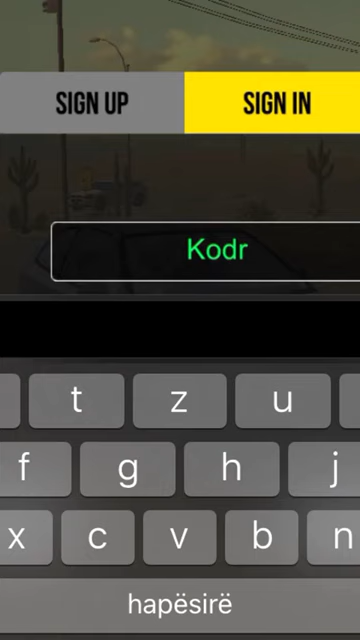 SIGN UP SIGN IN
Kodr
t z u
f g h j
x c v b n
hapësirë